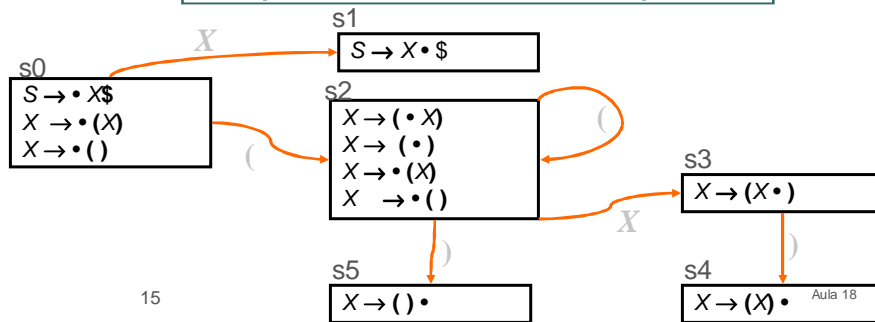 s1
X
S → X • $
s0
S → • X$
X → • (X)
X → • ( )
(
s2
X → ( • X)
X → ( • )
X → • (X)
X → • ( )
(
s3
X → (X • )
X
)
)
s5
X → ( ) •
s4
X → (X) •
15
Aula 18